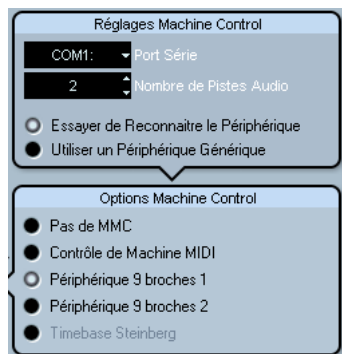 Réglages Machine Control
COM1: Port Série
2 Nombre de Pistes Audio
Essayer de Reconnaitre le Périphérique
Utiliser un Périphérique Générique
Options Machine Control
Pas de MMC
Contrôle de Machine MIDI
Périphérique 9 broches 1
Périphérique 9 broches 2
Timebase Steinberg